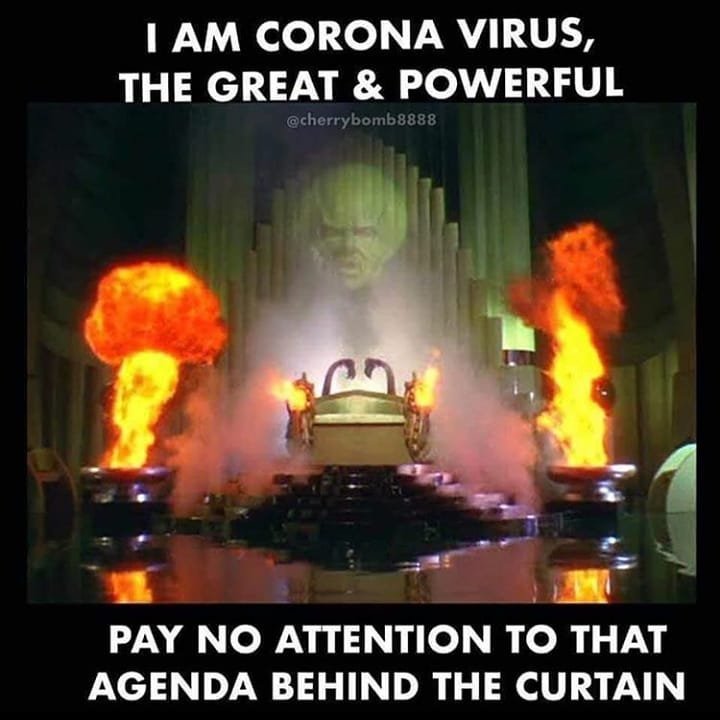 I AM CORONA VIRUS,
THE GREAT & POWERFUL
@cherrybomb8888
PAY NO ATTENTION TO THAT
AGENDA BEHIND THE CURTAIN